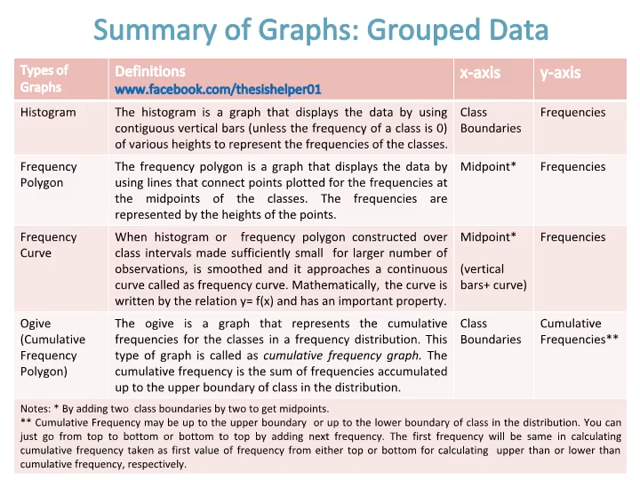 Summary of Graphs: Grouped Data
Types of Graphs
Definitions
www.facebook.com/thesishelper01
x-axis
y-axis
Histogram
The histogram is a graph that displays the data by using
contiguous vertical bars (unless the frequency of a class is 0)
of various heights to represent the frequencies of the classes.
Class
Boundaries
Frequencies
Frequency
Polygon
The frequency polygon is a graph that displays the data by
using lines that connect points plotted for the frequencies at
the midpoints of the classes. The frequencies are
represented by the heights of the points.
Midpoint*
Frequencies
Frequency
Curve
When histogram or frequency polygon constructed over
class intervals made sufficiently small for larger number of
observations, is smoothed and it approaches a continuous
curve called as frequency curve. Mathematically, the curve is
written by the relation y= f(x) and has an important property.
Midpoint*
(vertical
bars+ curve)
Frequencies
Ogive
(Cumulative
Frequency
Polygon)
The ogive is a graph that represents the cumulative
frequencies for the classes in a frequency distribution. This
type of graph is called as cumulative frequency graph. The
cumulative frequency is the sum of frequencies accumulated
up to the upper boundary of class in the distribution.
Class
Boundaries
Cumulative
Frequencies**
Notes: * By adding two class boundaries by two to get midpoints.
** Cumulative Frequency may be up to the upper boundary or up to the lower boundary of class in the distribution. You can
just go from top to bottom or bottom to top by adding next frequency. The first frequency will be same in calculating
cumulative frequency taken as first value of frequency from either top or bottom for calculating upper than or lower than
cumulative frequency, respectively.